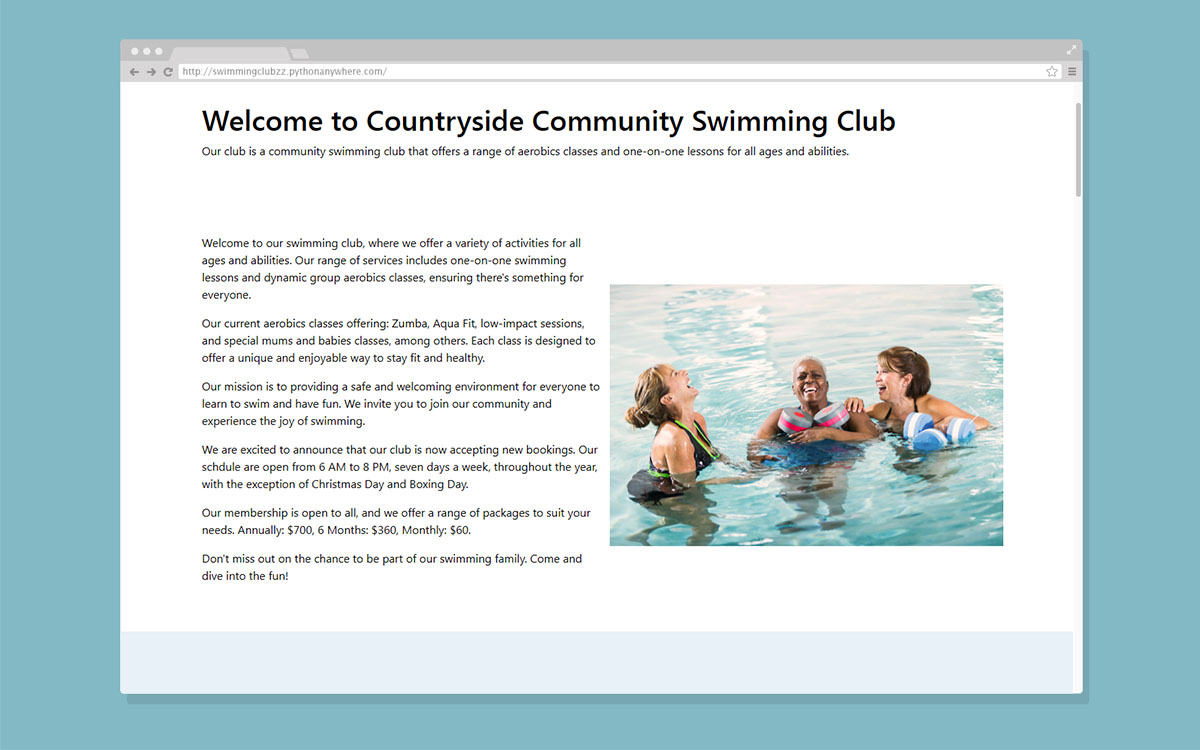 http://swimmingclubzz.pythonanywhere.com/
Welcome to Countryside Community Swimming Club
Our club is a community swimming club that offers a range of aerobics classes and one-on-one lessons for all ages and abilities.
Welcome to our swimming club, where we offer a variety of activities for all
ages and abilities. Our range of services includes one-on-one swimming
lessons and dynamic group aerobics classes, ensuring there's something for
everyone.
Our current aerobics classes offering: Zumba, Aqua Fit, low-impact sessions,
and special mums and babies classes, among others. Each class is designed to
offer a unique and enjoyable way to stay fit and healthy.
Our mission is to providing a safe and welcoming environment for everyone to
learn to swim and have fun. We invite you to join our community and
experience the joy of swimming.
We are excited to announce that our club is now accepting new bookings. Our
schdule are open from 6 AM to 8 PM, seven days a week, throughout the year,
with the exception of Christmas Day and Boxing Day.
Our membership is open to all, and we offer a range of packages to suit your
needs. Annually: $700, 6 Months: $360, Monthly: $60.
Don't miss out on the chance to be part of our swimming family. Come and
dive into the fun!